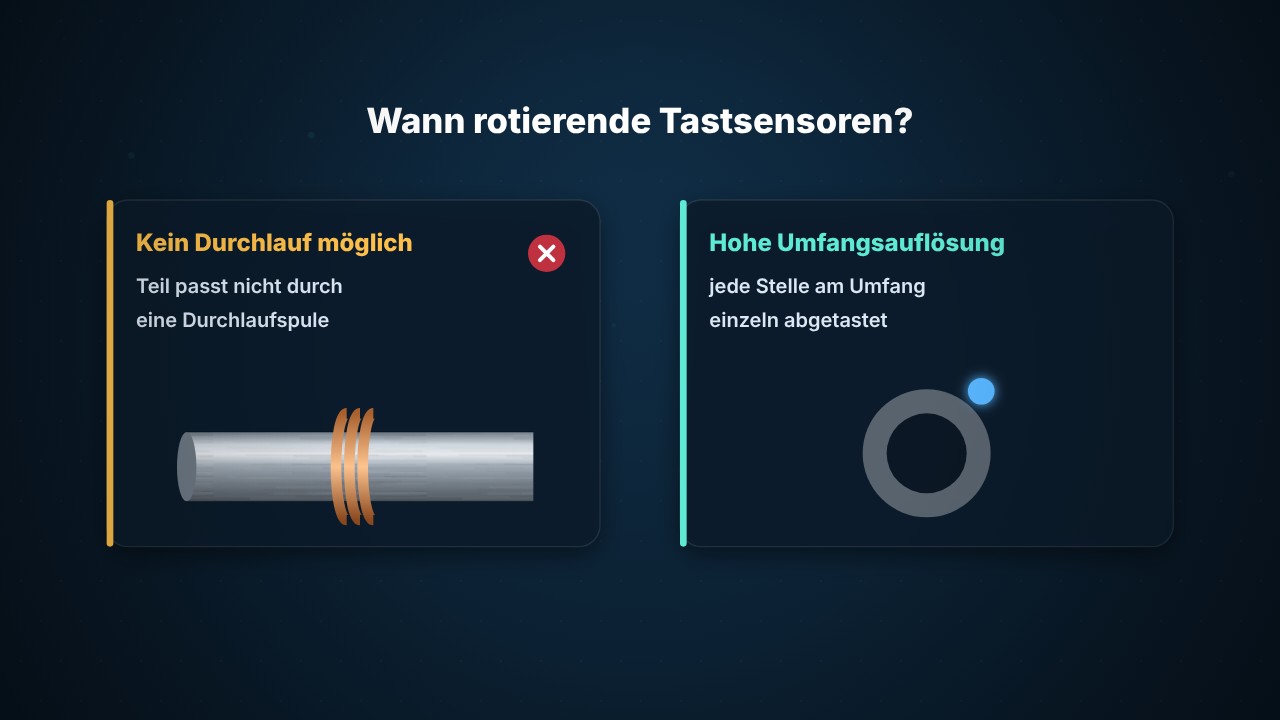 Wann rotierende Tastsensoren?
Kein Durchlauf möglich
Teil passt nicht durch
eine Durchlaufspule
Hohe Umfangsauflösung
jede Stelle am Umfang
einzeln abgetastet